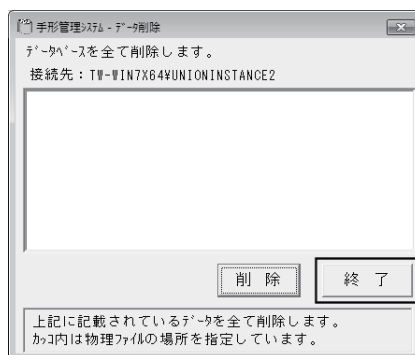 手形管理ｼｽﾃﾑ - ﾃﾞｰﾀ削除
ﾃﾞｰﾀﾍﾞｰｽを全て削除します。
接続先：TW-WIN7X64¥UNIONINSTANCE2
削 除
終 了
上記に記載されているﾃﾞｰﾀを全て削除します。
ｶｯｺ内は物理ﾌｧｲﾙの場所を指定しています。